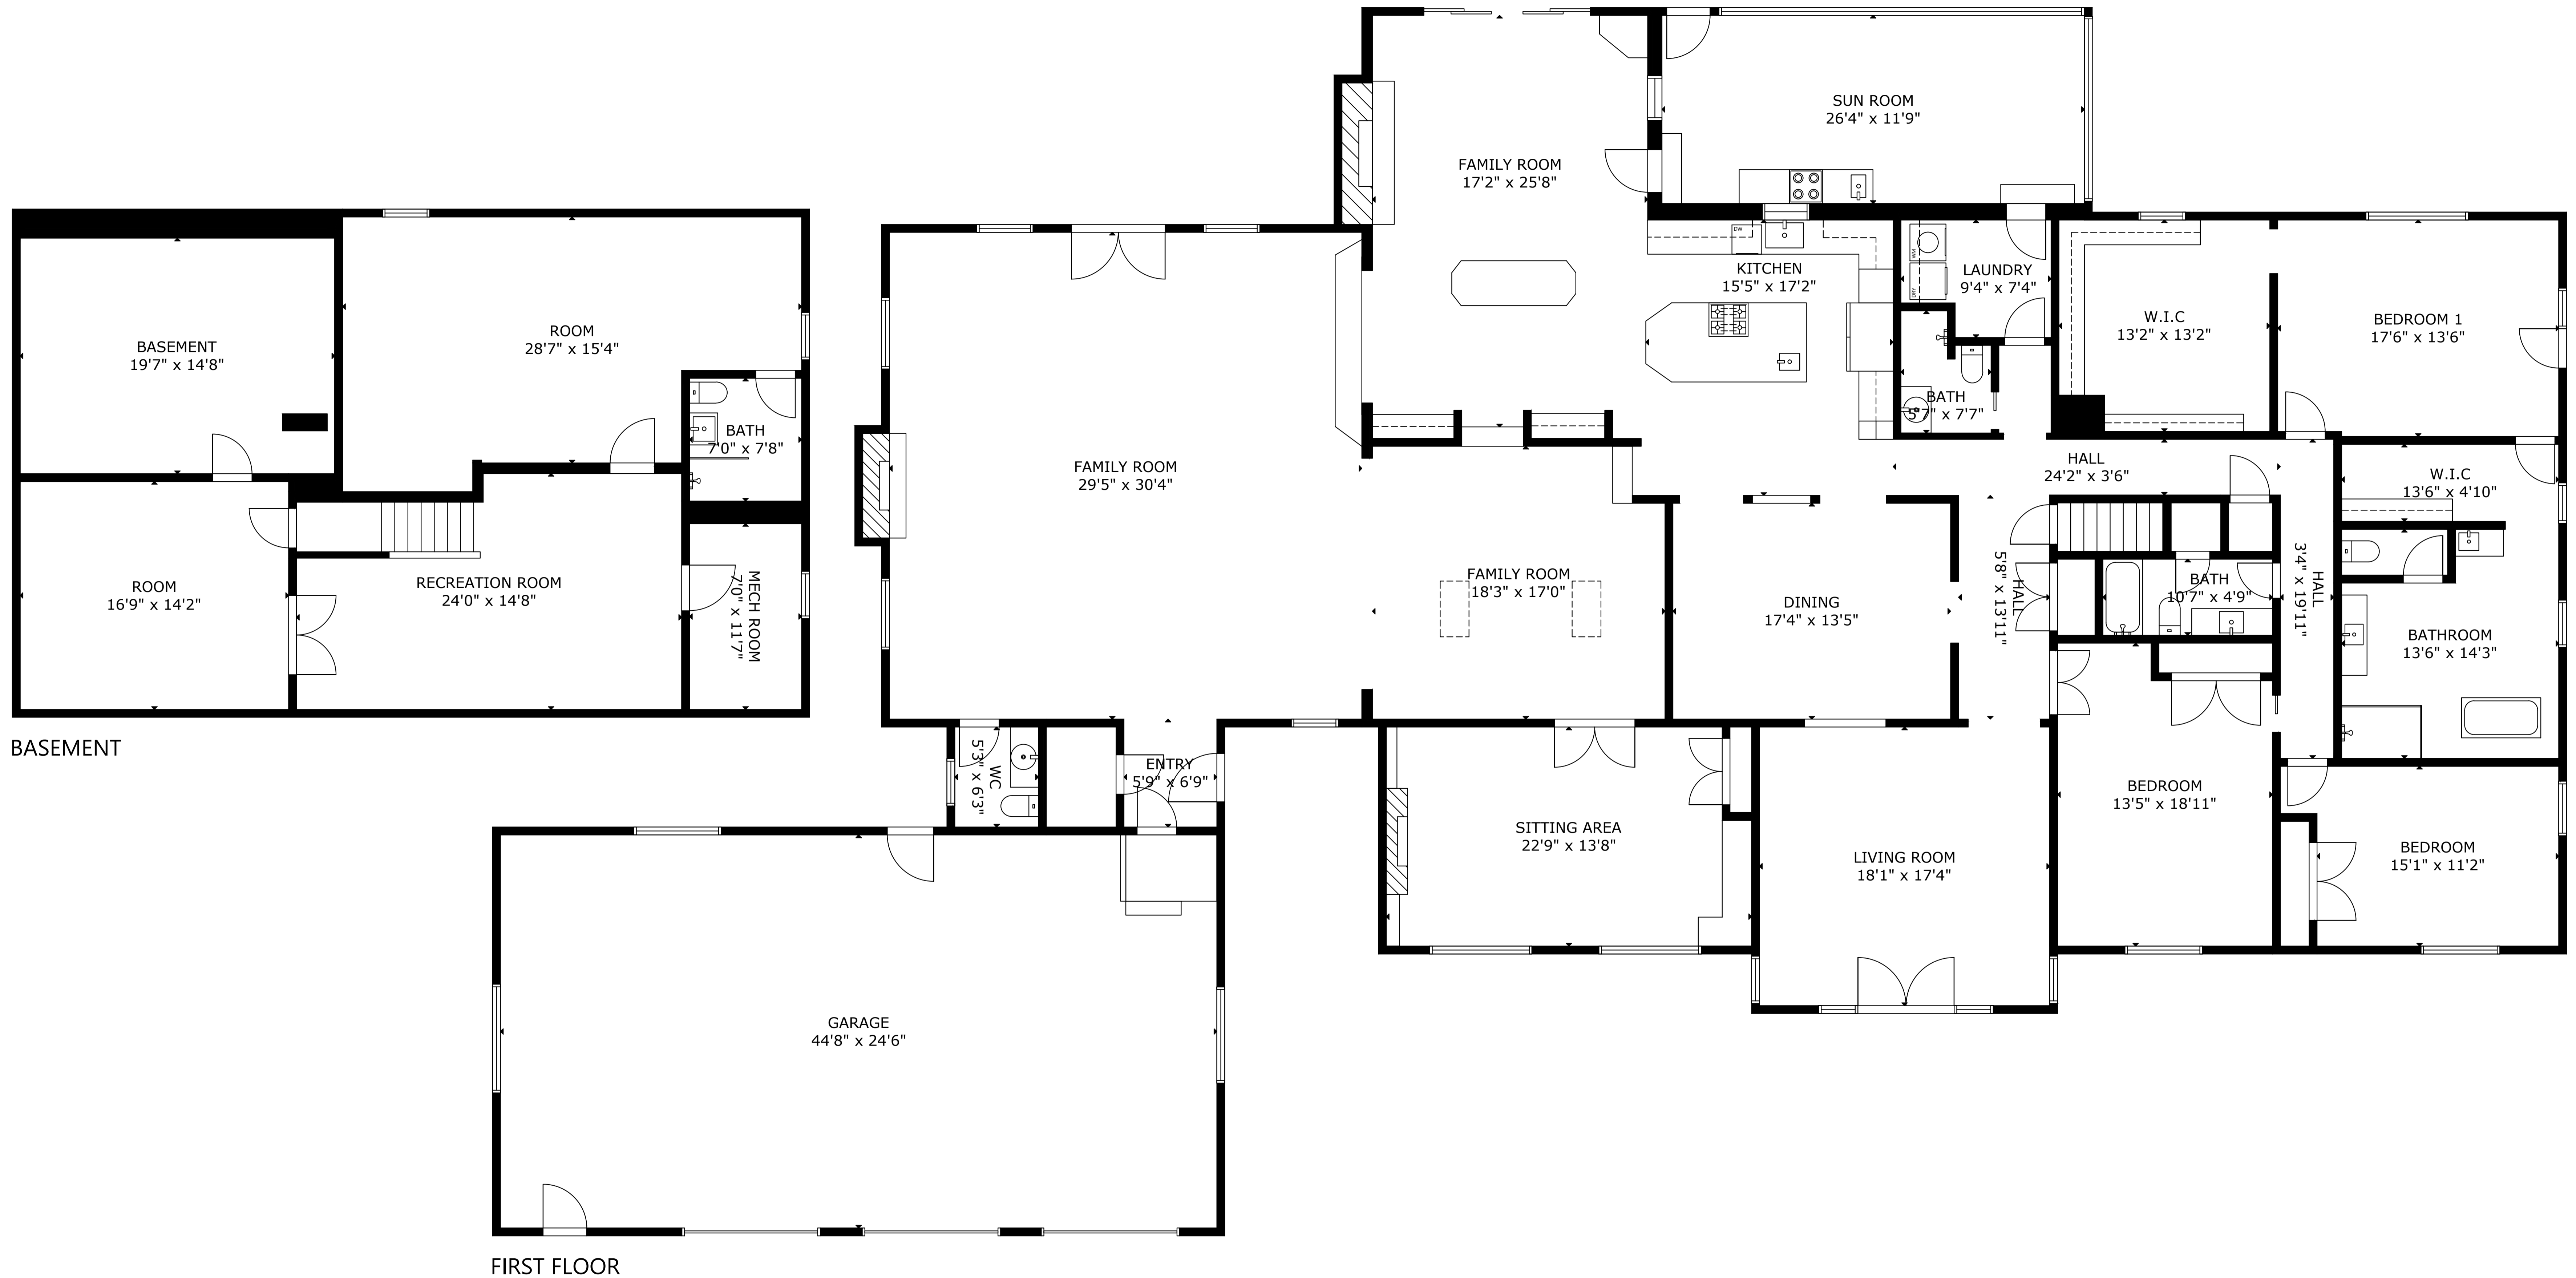 SUN ROOM
26'4" x 11'9"
FAMILY ROOM
17'2" x 25'8"
KITCHEN
15'5" x 17'2"
DW
WM
DRY
LAUNDRY
9'4" x 7'4"
W.I.C
13'2" x 13'2"
BEDROOM 1
17'6" x 13'6"
BATH
5'7" x 7'7"
BASEMENT
19'7" x 14'8"
ROOM
28'7" x 15'4"
BATH
7'0" x 7'8"
FAMILY ROOM
29'5" x 30'4"
HALL
24'2" x 3'6"
W.I.C
13'6" x 4'10"
ROOM
16'9" x 14'2"
RECREATION ROOM
24'0" x 14'8"
MECH ROOM
7'0" x 11'7"
FAMILY ROOM
18'3" x 17'0"
DINING
17'4" x 13'5"
HALL
5'8" x 13'11"
BATH
10'7" x 4'9"
HALL
3'4" x 19'11"
BATHROOM
13'6" x 14'3"
BASEMENT
WC
5'3" x 6'3"
ENTRY
5'9" x 6'9"
SITTING AREA
22'9" x 13'8"
LIVING ROOM
18'1" x 17'4"
BEDROOM
13'5" x 18'11"
BEDROOM
15'1" x 11'2"
GARAGE
44'8" x 24'6"
FIRST FLOOR